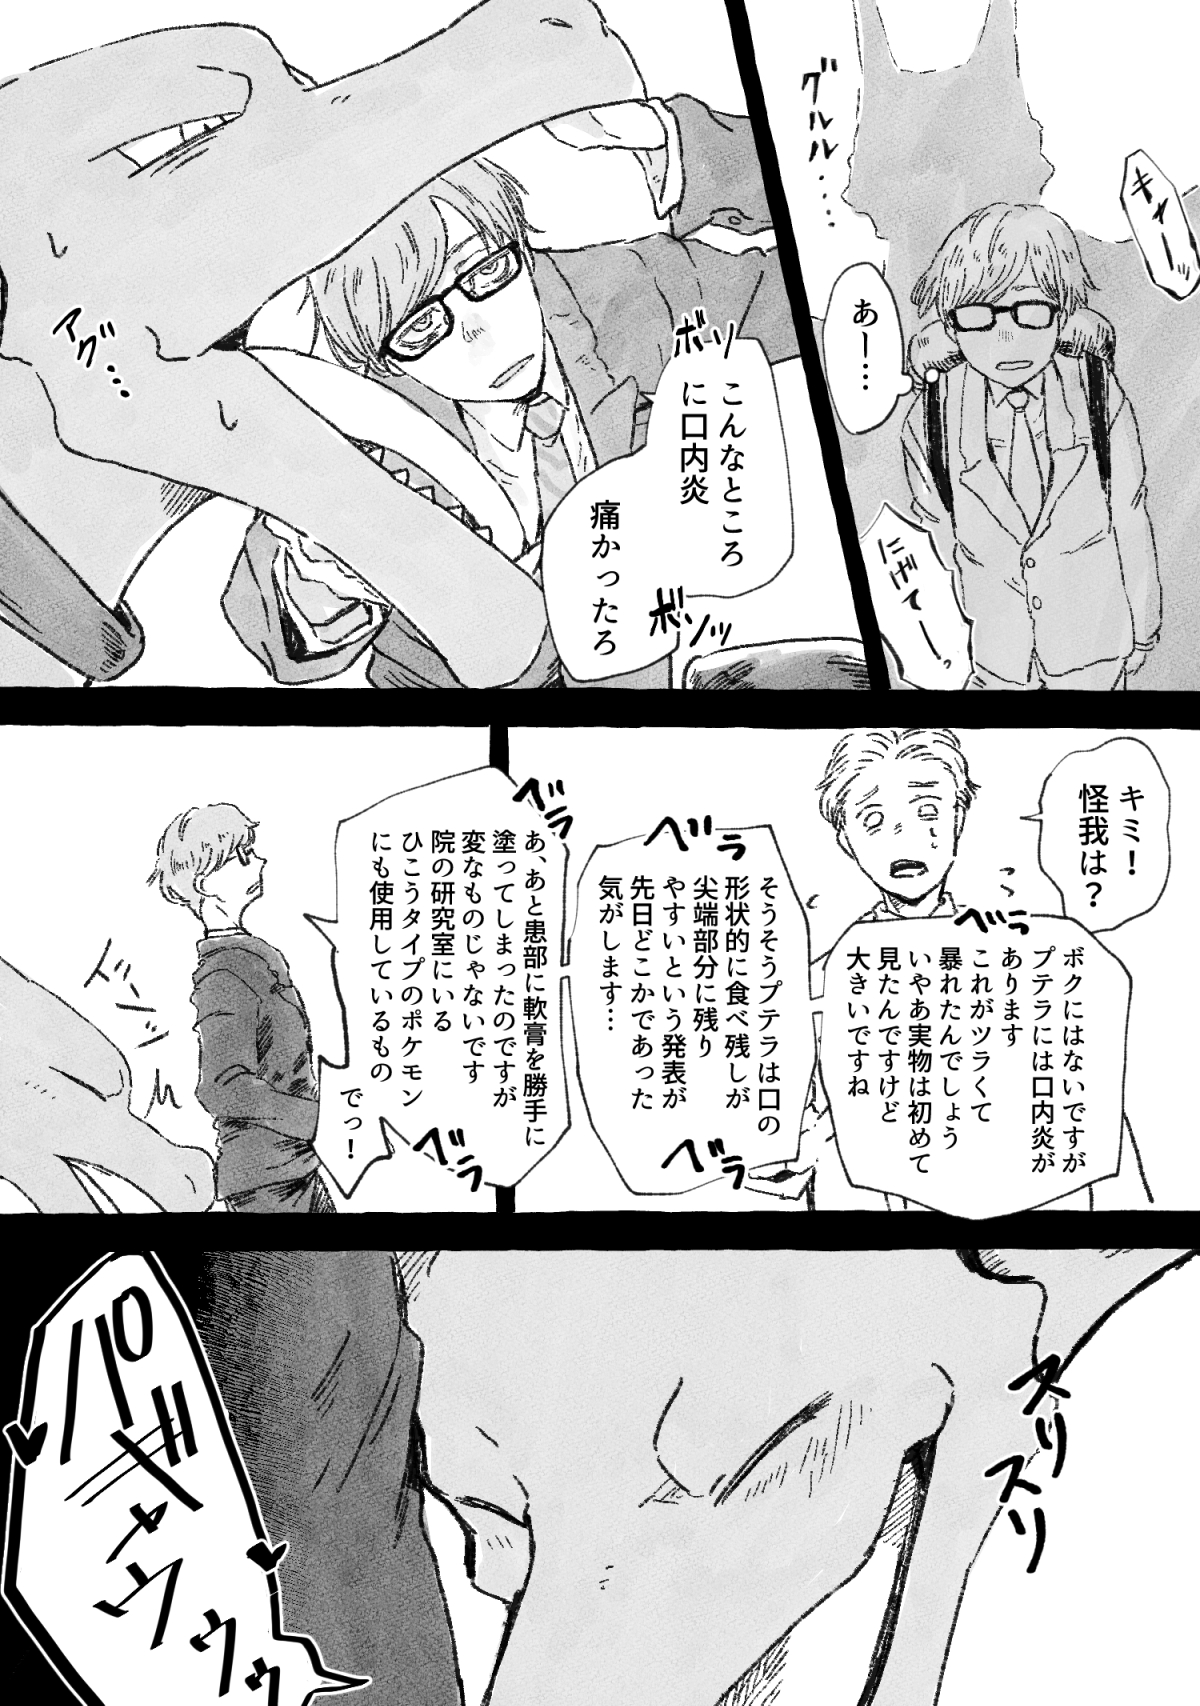 グルル・・・・
キャー
あー…
にげてーっ
ボソ
こんなところ
に口内炎
痛かったろ
ボソッ
アグ・・・
キミ！
怪我は？
ベラ
ボクにはないですが
プテラには口内炎が
あります
これがツラくて
暴れたんでしょう
いやあ実物は初めて
見たんですけど
大きいですね
ベラ
そうそうプテラは口の
形状的に食べ残しが
尖端部分に残り
やすいという発表が
先日どこかであった
気がします…
ベラ
ベラ
あ、あと患部に軟膏を勝手に
塗ってしまったのですが
変なものじゃないです
院の研究室にいる
ひこうタイプのポケモン
にも使用しているもの
でっ！
ベラ
スリ
スリ
パギャウゥゥ